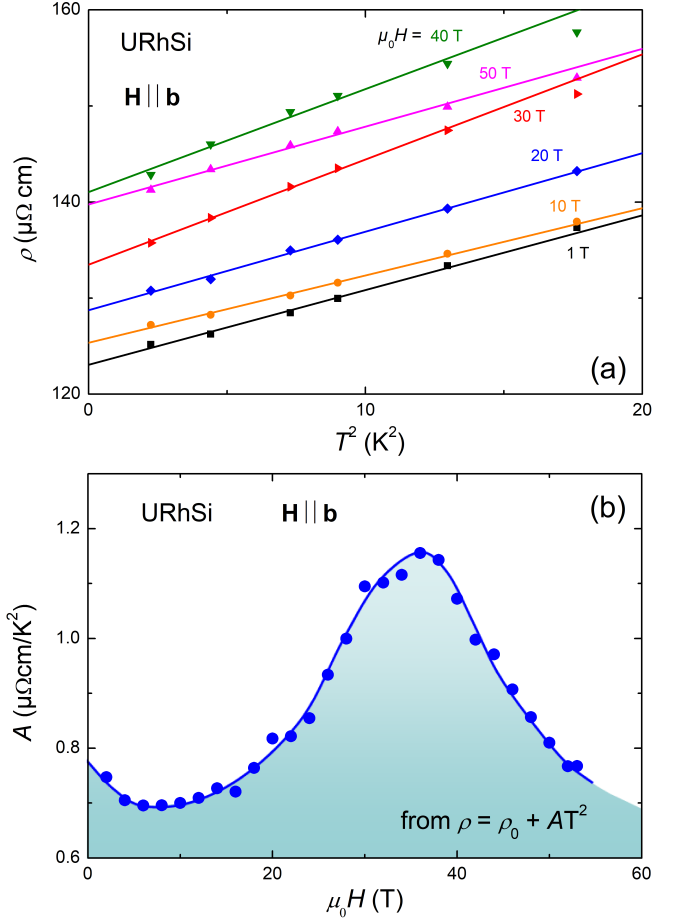 160
URhSi
μ₀H = 40 T
50 T
H || b
30 T
ρ (μΩ cm)
140
20 T
10 T
1 T
120
(a)
0 10 20
T² (K²)
URhSi H || b (b)
1.2
A (μΩcm/K²)
1.0
0.8
from ρ = ρ₀ + AT²
0.6
0 20 40 60
μ₀H (T)